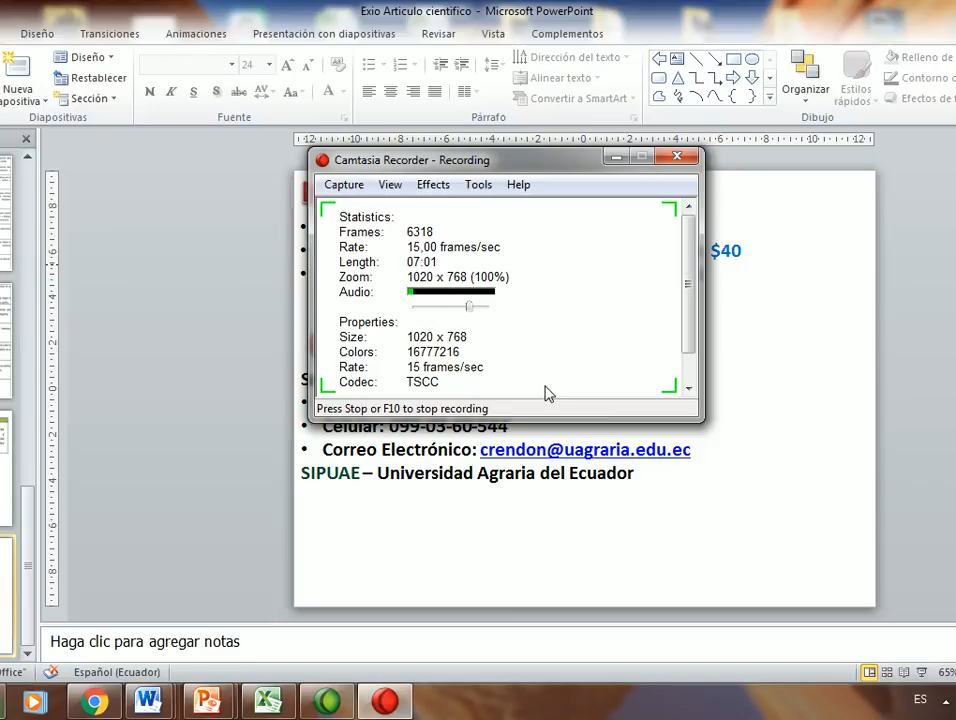 Exio Articulo cientifico - Microsoft PowerPoint
Diseño Transiciones Animaciones Presentación con diapositivas Revisar Vista Complementos
Nueva
Diseño
Restablecer
Sección
24
Dirección del texto
Alinear texto
Convertir a SmartArt
Organizar
Estilos
rápidos
Relleno de
Contorno
Efectos de
N K S S abc AV Aa A
Diapositivas Fuente Párrafo Dibujo
Camtasia Recorder - Recording
Capture View Effects Tools Help
Statistics:
Frames: 6318
Rate: 15,00 frames/sec
Length: 07:01
Zoom: 1020 x 768 (100%)
Audio:
Properties:
Size: 1020 x 768
Colors: 16777216
Rate: 15 frames/sec
Codec: TSCC
Press Stop or F10 to stop recording
$40
• Celular: 099-03-60-544
• Correo Electrónico: crendon@uagraria.edu.ec
SIPUAE – Universidad Agraria del Ecuador
Haga clic para agregar notas
Office" Español (Ecuador) 65%
ES